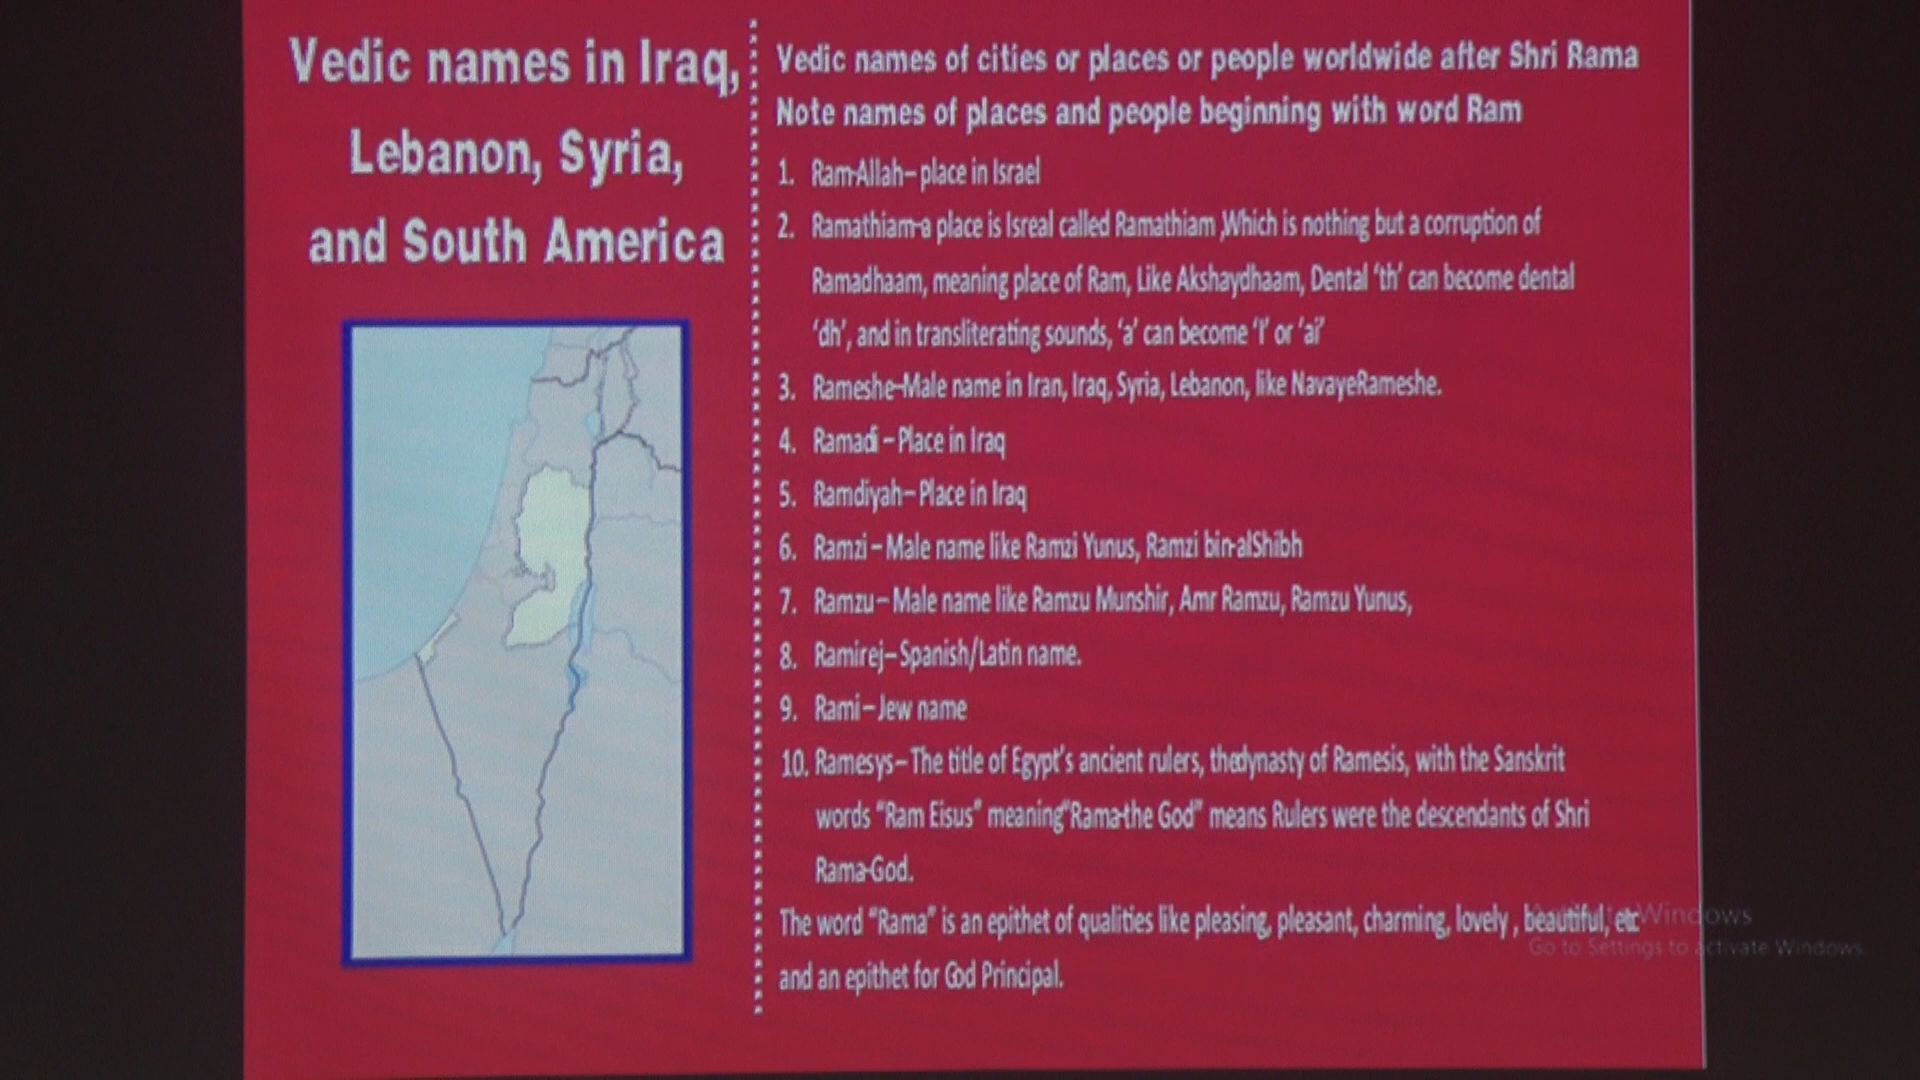 Vedic names in Iraq,
Lebanon, Syria,
and South America
Vedic names of cities or places or people worldwide after Shri Rama
Note names of places and people beginning with word Ram
1. Ram-Allah– place in Israel
2. Ramathiam-a place is Isreal called Ramathiam ,Which is nothing but a corruption of
Ramadhaam, meaning place of Ram, Like Akshaydhaam, Dental 'th' can become dental
'dh', and in transliterating sounds, 'a' can become 'I' or 'ai'
3. Rameshe-Male name in Iran, Iraq, Syria, Lebanon, like NavayeRameshe.
4. Ramadi – Place in Iraq
5. Ramdiyah– Place in Iraq
6. Ramzi – Male name like Ramzi Yunus, Ramzi bin-alShibh
7. Ramzu – Male name like Ramzu Munshir, Amr Ramzu, Ramzu Yunus,
8. Ramirej– Spanish/Latin name.
9. Rami – Jew name
10. Ramesys– The title of Egypt's ancient rulers, thedynasty of Ramesis, with the Sanskrit
words "Ram Eisus" meaning"Rama-the God" means Rulers were the descendants of Shri
Rama-God.
The word "Rama" is an epithet of qualities like pleasing, pleasant, charming, lovely , beautiful, etc
and an epithet for God Principal.
Activate Windows
Go to Settings to activate Windows.